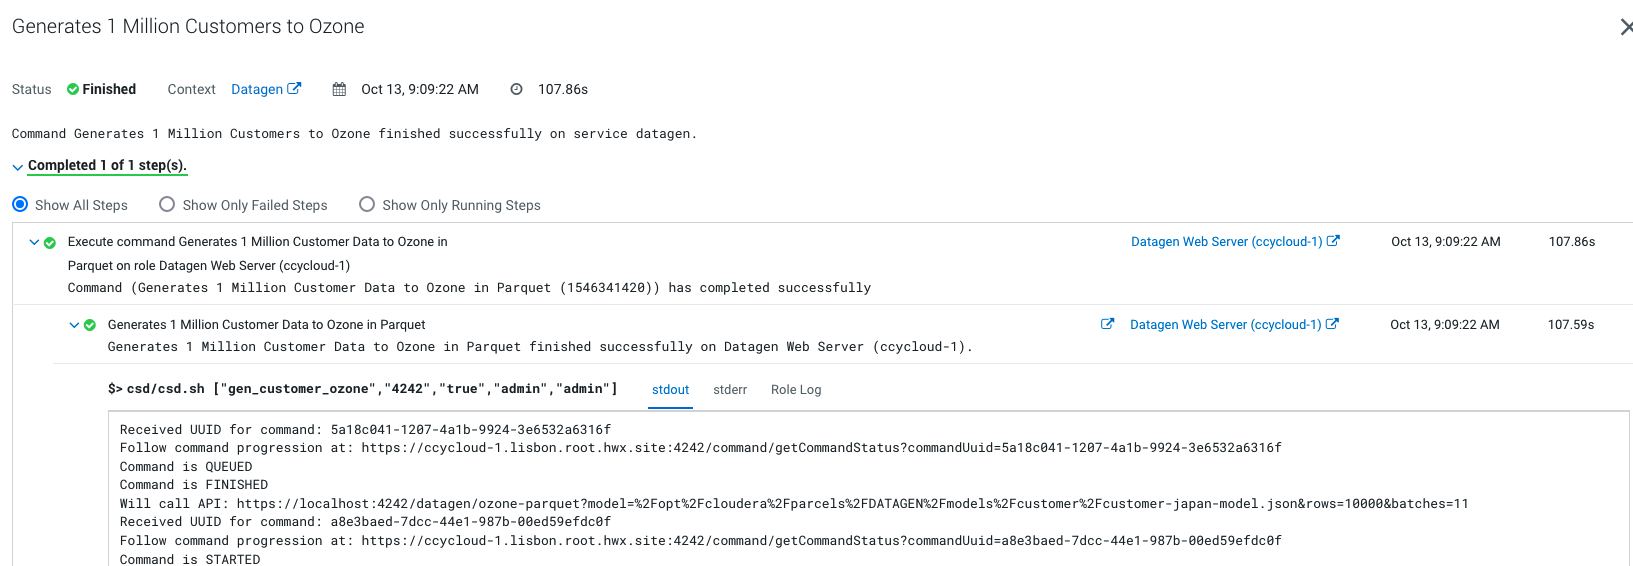 Generates 1 Million Customers to Ozone
Status Finished Context Datagen Oct 13, 9:09:22 AM 107.86s
Command Generates 1 Million Customers to Ozone finished successfully on service datagen.
Completed 1 of 1 step(s).
Show All Steps Show Only Failed Steps Show Only Running Steps
Execute command Generates 1 Million Customer Data to Ozone in Datagen Web Server (ccycloud-1) Oct 13, 9:09:22 AM 107.86s
Parquet on role Datagen Web Server (ccycloud-1)
Command (Generates 1 Million Customer Data to Ozone in Parquet (1546341420)) has completed successfully
Generates 1 Million Customer Data to Ozone in Parquet Datagen Web Server (ccycloud-1) Oct 13, 9:09:22 AM 107.59s
Generates 1 Million Customer Data to Ozone in Parquet finished successfully on Datagen Web Server (ccycloud-1).
$> csd/csd.sh ["gen_customer_ozone","4242","true","admin","admin"] stdout stderr Role Log
Received UUID for command: 5a18c041-1207-4a1b-9924-3e6532a6316f
Follow command progression at: https://ccycloud-1.lisbon.root.hwx.site:4242/command/getCommandStatus?commandUuid=5a18c041-1207-4a1b-9924-3e6532a6316f
Command is QUEUED
Command is FINISHED
Will call API: https://localhost:4242/datagen/ozone-parquet?model=%2Fopt%2Fcloudera%2Fparcels%2FDATAGEN%2Fmodels%2Fcustomer%2Fcustomer-japan-model.json&rows=10000&batches=11
Received UUID for command: a8e3baed-7dcc-44e1-987b-00ed59efdc0f
Follow command progression at: https://ccycloud-1.lisbon.root.hwx.site:4242/command/getCommandStatus?commandUuid=a8e3baed-7dcc-44e1-987b-00ed59efdc0f
Command is STARTED